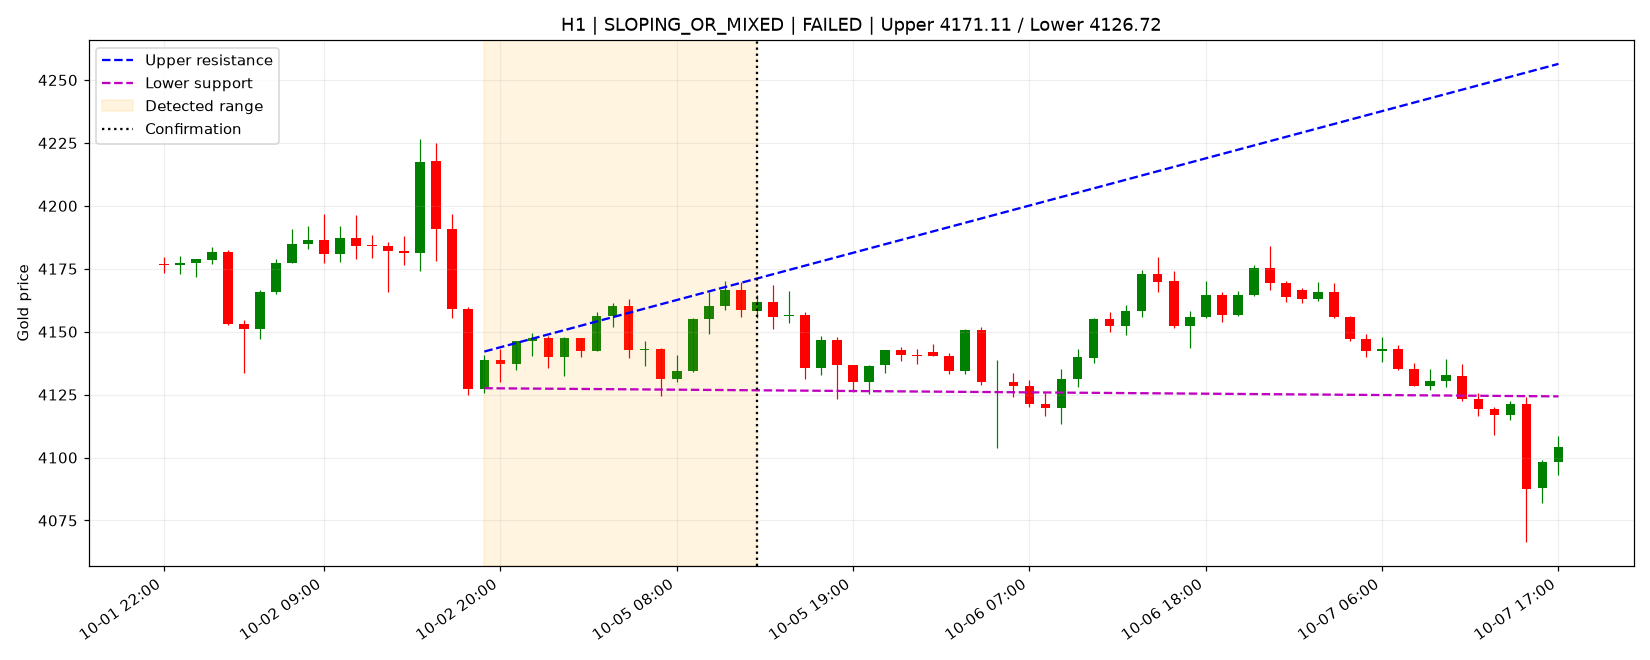 H1 | SLOPING_OR_MIXED | FAILED | Upper 4171.11 / Lower 4126.72
Upper resistance
Lower support
Detected range
Confirmation
Gold price
4250
4225
4200
4175
4150
4125
4100
4075
10-01 22:00
10-02 09:00
10-02 20:00
10-05 08:00
10-05 19:00
10-06 07:00
10-06 18:00
10-07 06:00
10-07 17:00